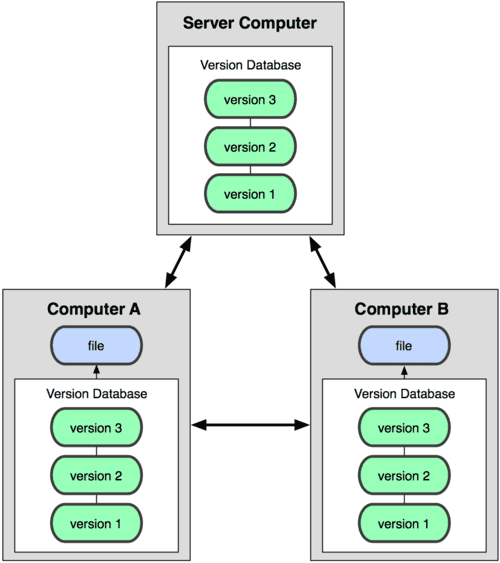 Server Computer
Version Database
version 3
version 2
version 1
Computer A
file
Version Database
version 3
version 2
version 1
Computer B
file
Version Database
version 3
version 2
version 1